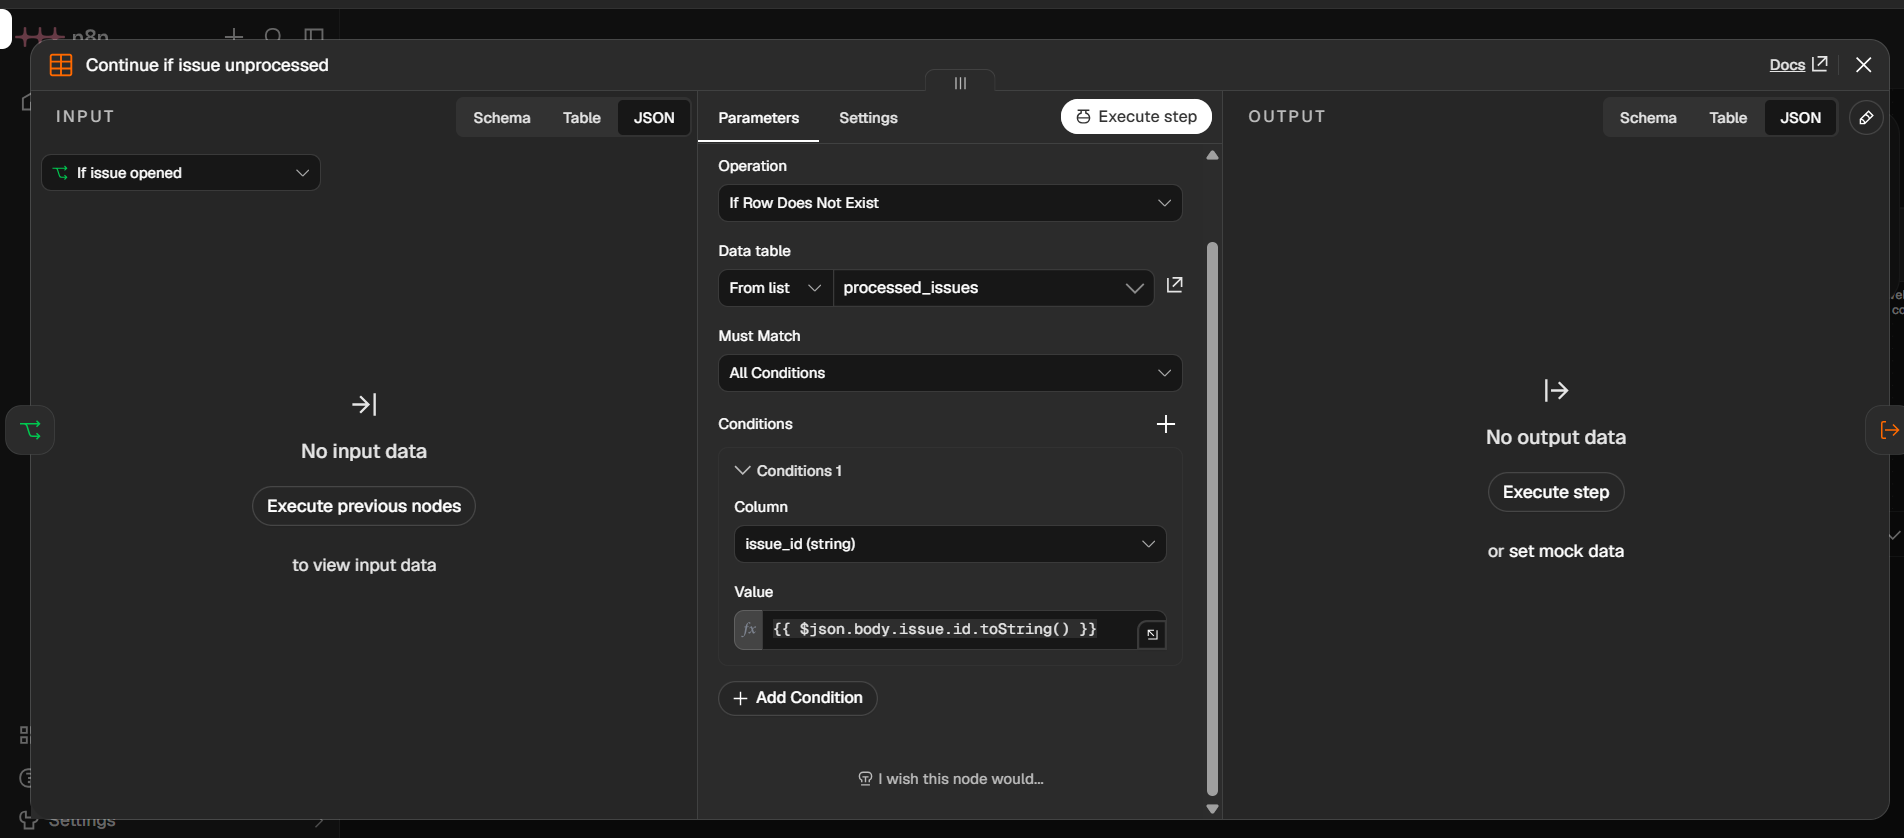 n8n
Continue if issue unprocessed
Docs
INPUT
Schema
Table
JSON
If issue opened
No input data
Execute previous nodes
to view input data
Parameters
Settings
Execute step
Operation
If Row Does Not Exist
Data table
From list
processed_issues
Must Match
All Conditions
Conditions
Conditions 1
Column
issue_id (string)
Value
fx
{{ $json.body.issue.id.toString() }}
Add Condition
I wish this node would...
OUTPUT
Schema
Table
JSON
No output data
Execute step
or set mock data
Settings